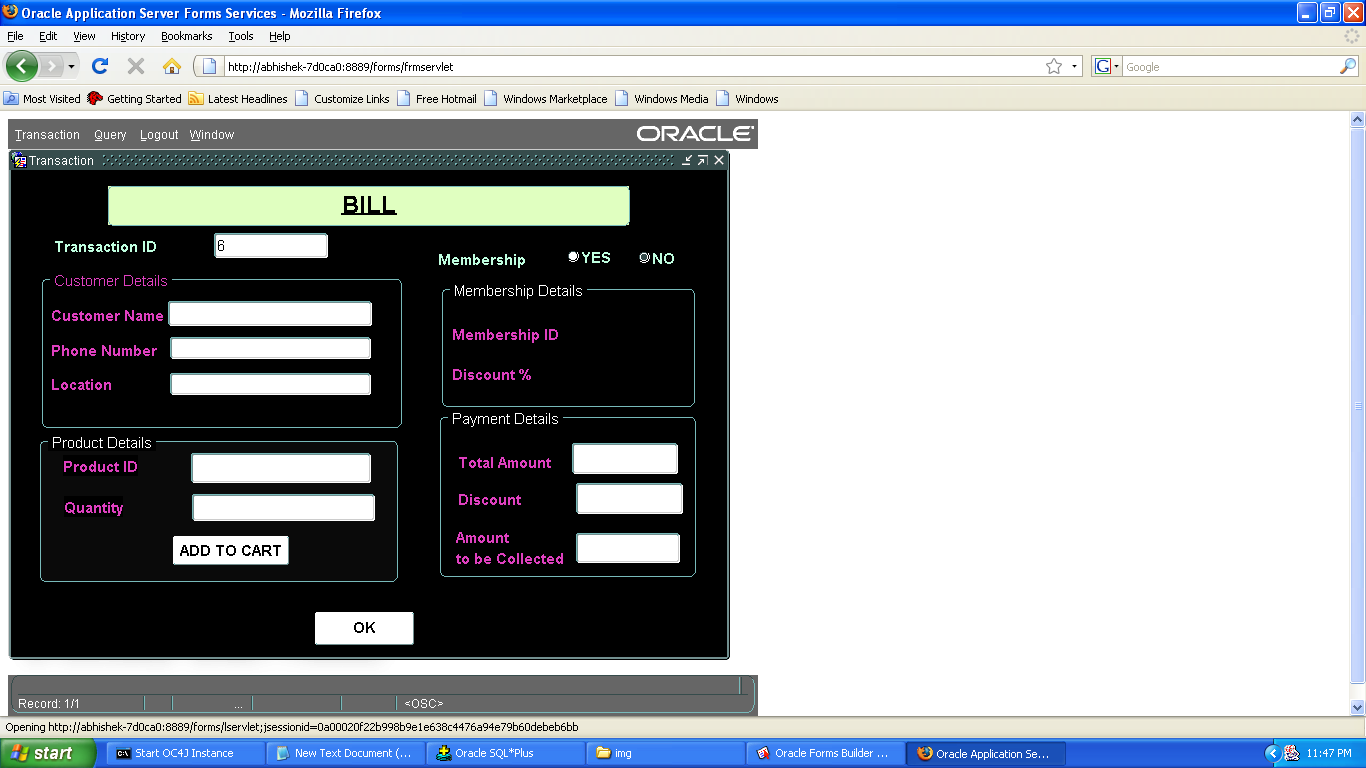 Oracle Application Server Forms Services - Mozilla Firefox
File Edit View History Bookmarks Tools Help
http://abhishek-7d0ca0:8889/forms/frmservlet
G Google
Most Visited Getting Started Latest Headlines Customize Links Free Hotmail Windows Marketplace Windows Media Windows
Transaction Query Logout Window ORACLE
Transaction
BILL
Transaction ID 6
Membership YES NO
Customer Details
Customer Name
Phone Number
Location
Membership Details
Membership ID
Discount %
Product Details
Product ID
Quantity
ADD TO CART
Payment Details
Total Amount
Discount
Amount
to be Collected
OK
Record: 1/1 ... <OSC>
Opening http://abhishek-7d0ca0:8889/forms/lservlet;jsessionid=0a00020f22b998b9e1e638c4476a94e79b60debeb6bb
start Start OC4J Instance New Text Document (... Oracle SQL*Plus img Oracle Forms Builder ... Oracle Application Se... 11:47 PM